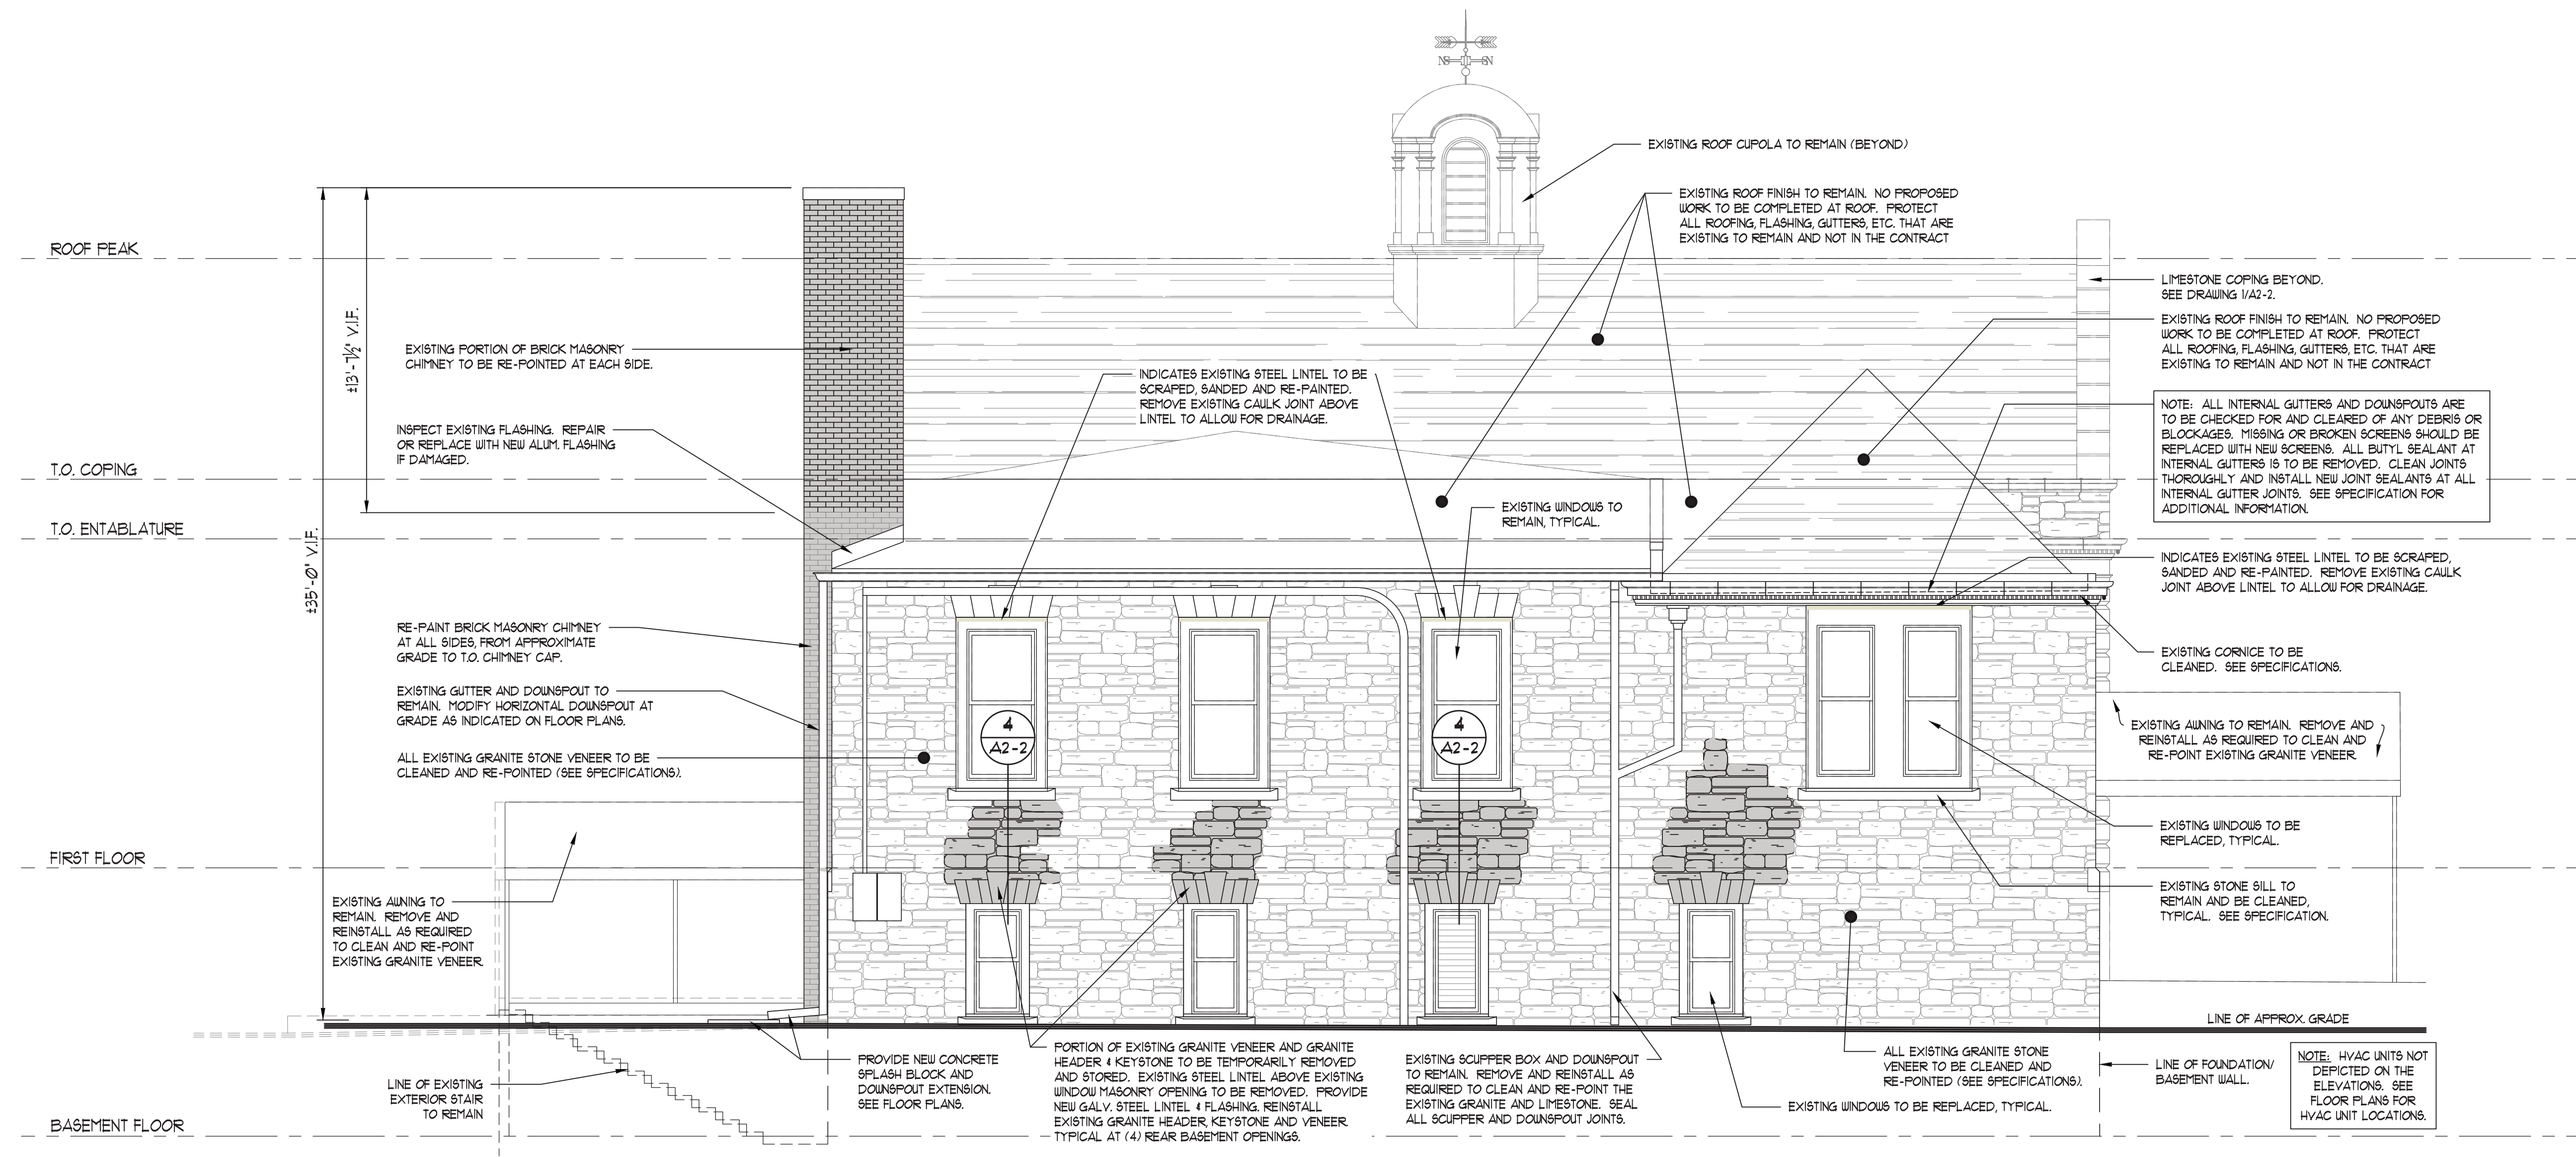 NS SN
EXISTING ROOF CUPOLA TO REMAIN (BEYOND)
EXISTING ROOF FINISH TO REMAIN. NO PROPOSED
WORK TO BE COMPLETED AT ROOF. PROTECT
ALL ROOFING, FLASHING, GUTTERS, ETC. THAT ARE
EXISTING TO REMAIN AND NOT IN THE CONTRACT
ROOF PEAK
LIMESTONE COPING BEYOND.
SEE DRAWING 1/A2-2.
EXISTING ROOF FINISH TO REMAIN. NO PROPOSED
WORK TO BE COMPLETED AT ROOF. PROTECT
ALL ROOFING, FLASHING, GUTTERS, ETC. THAT ARE
EXISTING TO REMAIN AND NOT IN THE CONTRACT
±13'-7½" V.I.F.
EXISTING PORTION OF BRICK MASONRY
CHIMNEY TO BE RE-POINTED AT EACH SIDE.
INDICATES EXISTING STEEL LINTEL TO BE
SCRAPED, SANDED AND RE-PAINTED.
REMOVE EXISTING CAULK JOINT ABOVE
LINTEL TO ALLOW FOR DRAINAGE.
NOTE: ALL INTERNAL GUTTERS AND DOWNSPOUTS ARE
TO BE CHECKED FOR AND CLEARED OF ANY DEBRIS OR
BLOCKAGES. MISSING OR BROKEN SCREENS SHOULD BE
REPLACED WITH NEW SCREENS. ALL BUTYL SEALANT AT
INTERNAL GUTTERS IS TO BE REMOVED. CLEAN JOINTS
THOROUGHLY AND INSTALL NEW JOINT SEALANTS AT ALL
INTERNAL GUTTER JOINTS. SEE SPECIFICATION FOR
ADDITIONAL INFORMATION.
INSPECT EXISTING FLASHING. REPAIR
OR REPLACE WITH NEW ALUM. FLASHING
IF DAMAGED.
T.O. COPING
EXISTING WINDOWS TO
REMAIN, TYPICAL.
T.O. ENTABLATURE
±35'-0" V.I.F.
INDICATES EXISTING STEEL LINTEL TO BE SCRAPED,
SANDED AND RE-PAINTED. REMOVE EXISTING CAULK
JOINT ABOVE LINTEL TO ALLOW FOR DRAINAGE.
RE-PAINT BRICK MASONRY CHIMNEY
AT ALL SIDES, FROM APPROXIMATE
GRADE TO T.O. CHIMNEY CAP.
EXISTING CORNICE TO BE
CLEANED. SEE SPECIFICATIONS.
EXISTING GUTTER AND DOWNSPOUT TO
REMAIN. MODIFY HORIZONTAL DOWNSPOUT AT
GRADE AS INDICATED ON FLOOR PLANS.
4
A2-2
4
A2-2
EXISTING AWNING TO REMAIN. REMOVE AND
REINSTALL AS REQUIRED TO CLEAN AND
RE-POINT EXISTING GRANITE VENEER
ALL EXISTING GRANITE STONE VENEER TO BE
CLEANED AND RE-POINTED (SEE SPECIFICATIONS).
EXISTING WINDOWS TO BE
REPLACED, TYPICAL.
FIRST FLOOR
EXISTING STONE SILL TO
REMAIN AND BE CLEANED,
TYPICAL. SEE SPECIFICATION.
EXISTING AWNING TO
REMAIN. REMOVE AND
REINSTALL AS REQUIRED
TO CLEAN AND RE-POINT
EXISTING GRANITE VENEER.
LINE OF APPROX. GRADE
LINE OF EXISTING
EXTERIOR STAIR
TO REMAIN
PROVIDE NEW CONCRETE
SPLASH BLOCK AND
DOWNSPOUT EXTENSION.
SEE FLOOR PLANS.
PORTION OF EXISTING GRANITE VENEER AND GRANITE
HEADER & KEYSTONE TO BE TEMPORARILY REMOVED
AND STORED. EXISTING STEEL LINTEL ABOVE EXISTING
WINDOW MASONRY OPENING TO BE REMOVED. PROVIDE
NEW GALV. STEEL LINTEL & FLASHING. REINSTALL
EXISTING GRANITE HEADER, KEYSTONE AND VENEER.
TYPICAL AT (4) REAR BASEMENT OPENINGS.
EXISTING SCUPPER BOX AND DOWNSPOUT
TO REMAIN. REMOVE AND REINSTALL AS
REQUIRED TO CLEAN AND RE-POINT THE
EXISTING GRANITE AND LIMESTONE. SEAL
ALL SCUPPER AND DOWNSPOUT JOINTS.
ALL EXISTING GRANITE STONE
VENEER TO BE CLEANED AND
RE-POINTED (SEE SPECIFICATIONS).
EXISTING WINDOWS TO BE REPLACED, TYPICAL.
LINE OF FOUNDATION/
BASEMENT WALL.
NOTE: HVAC UNITS NOT
DEPICTED ON THE
ELEVATIONS. SEE
FLOOR PLANS FOR
HVAC UNIT LOCATIONS.
BASEMENT FLOOR